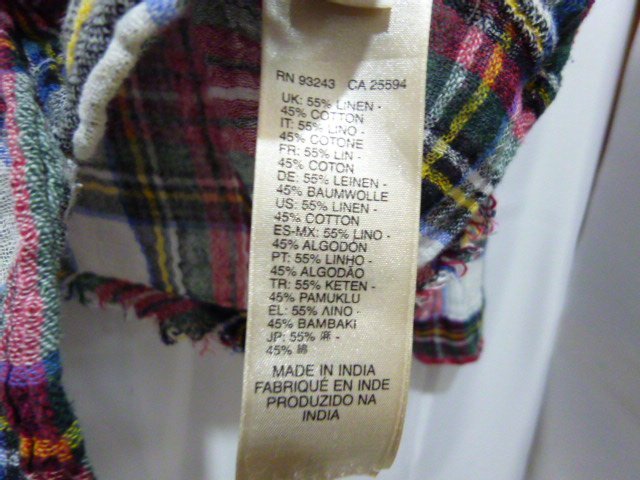 RN 93243 CA 25594
UK: 55% LINEN -
45% COTTON
IT: 55% LINO -
45% COTONE
FR: 55% LIN -
45% COTON
DE: 55% LEINEN -
45% BAUMWOLLE
US: 55% LINEN -
45% COTTON
ES-MX: 55% LINO -
45% ALGODÓN
PT: 55% LINHO -
45% ALGODÃO
TR: 55% KETEN -
45% PAMUKLU
EL: 55% ΛINO -
45% BAMBAKI
JP: 55% 麻 -
45% 綿
MADE IN INDIA
FABRIQUÉ EN INDE
PRODUZIDO NA
INDIA